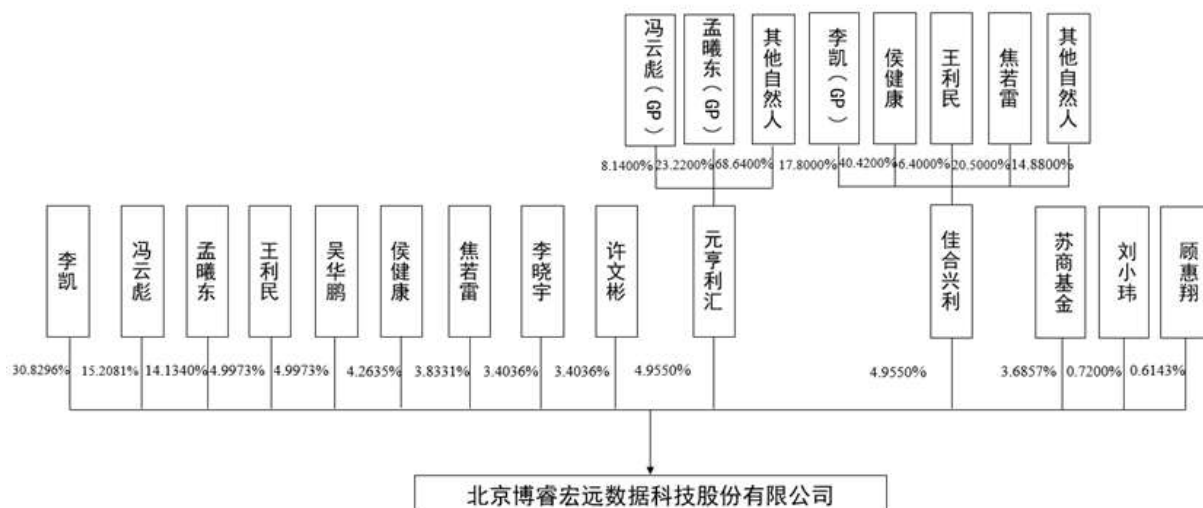 冯云彪（GP）
孟曦东（GP）
其他自然人
李凯（GP）
侯健康
王利民
焦若雷
其他自然人
8.1400%
23.2200%
68.6400%
17.8000%
40.4200%
6.4000%
20.5000%
14.8800%
李凯
冯云彪
孟曦东
王利民
吴华鹏
侯健康
焦若雷
李晓宇
许文彬
元亨利汇
佳合兴利
苏商基金
刘小玮
顾惠翔
30.8296%
15.2081%
14.1340%
4.9973%
4.9973%
4.2635%
3.8331%
3.4036%
3.4036%
4.9550%
4.9550%
3.6857%
0.7200%
0.6143%
北京博睿宏远数据科技股份有限公司